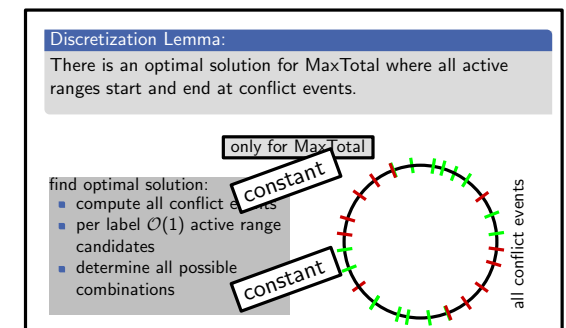 Discretization Lemma:
There is an optimal solution for MaxTotal where all active
ranges start and end at conflict events.
only for MaxTotal
constant
find optimal solution:
compute all conflict events
per label O(1) active range
candidates
determine all possible
combinations
constant
all conflict events